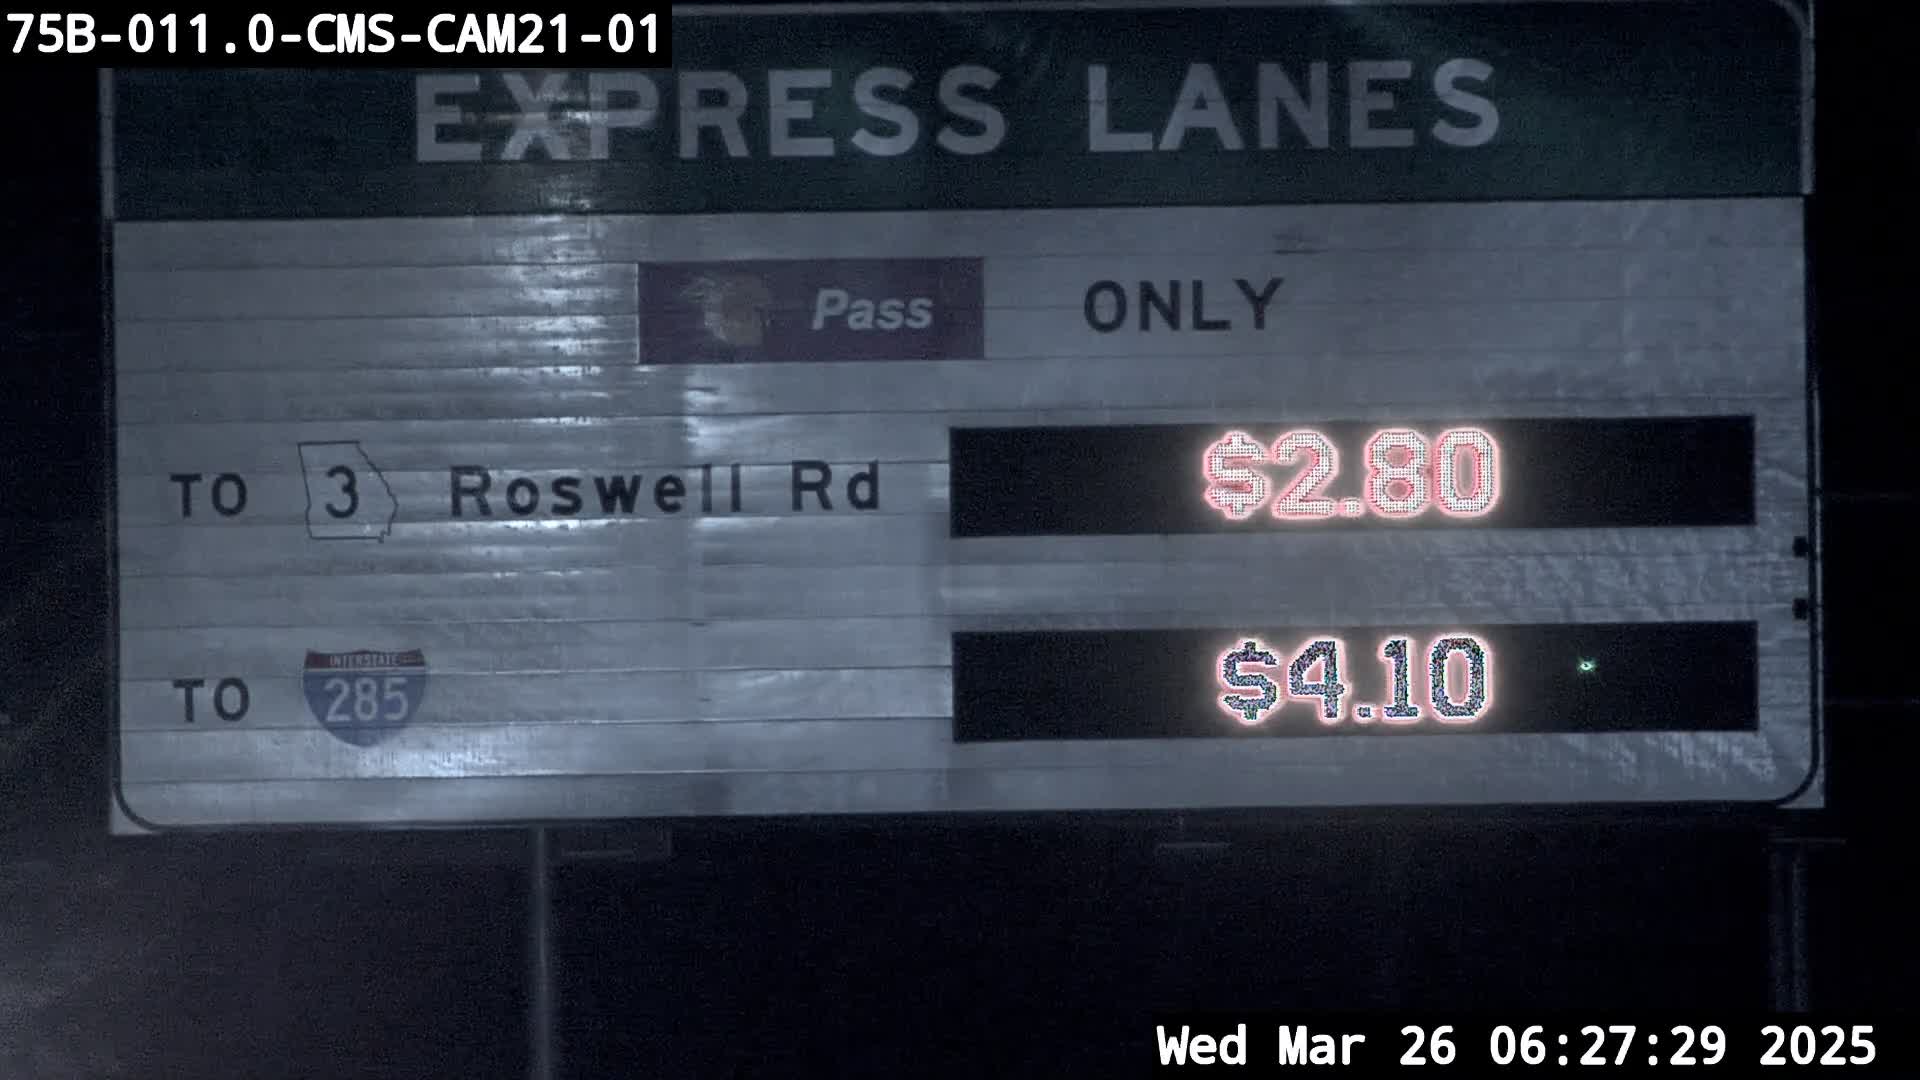 75B-011.0-CMS-CAM21-01
EXPRESS LANES
Pass ONLY
TO 3 Roswell Rd $2.80
INTERSTATE
TO 285 $4.10
Wed Mar 26 06:27:29 2025